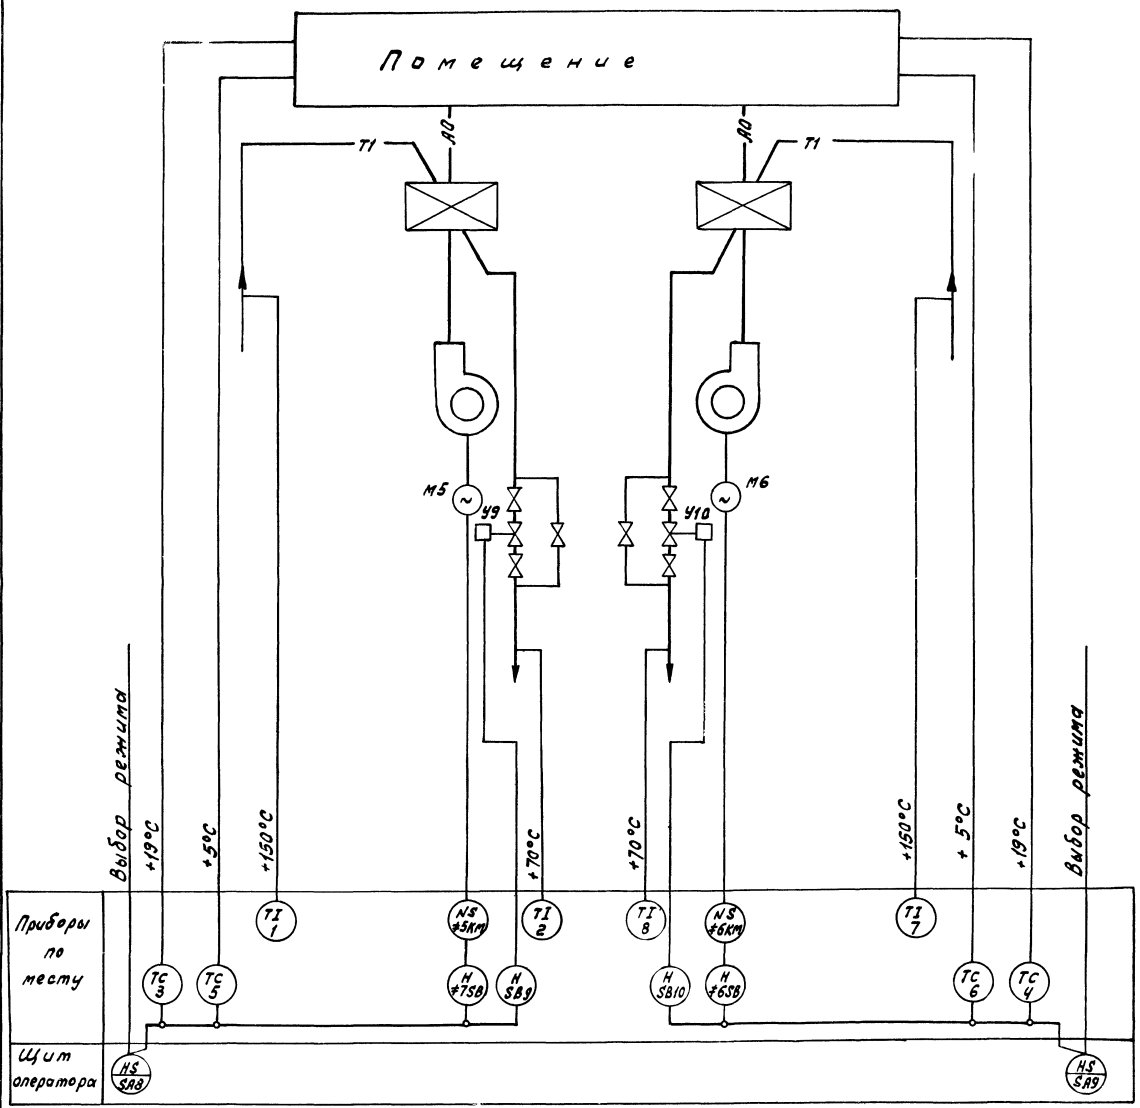 Помещение
АО
АО
Т1
Т1
М5
М6
У9
У10
Выбор режима
+19°С
+5°С
+150°С
+70°С
+70°С
+150°С
+5°С
+19°С
Выбор режима
Приборы
по
месту
TI
1
NS
≠5КМ
TI
2
TI
8
NS
≠6КМ
TI
7
TC
3
TC
5
H
≠7SB
H
SB9
H
SB10
H
≠6SB
TC
6
TC
4
Щит
оператора
HS
SA8
HS
SA9